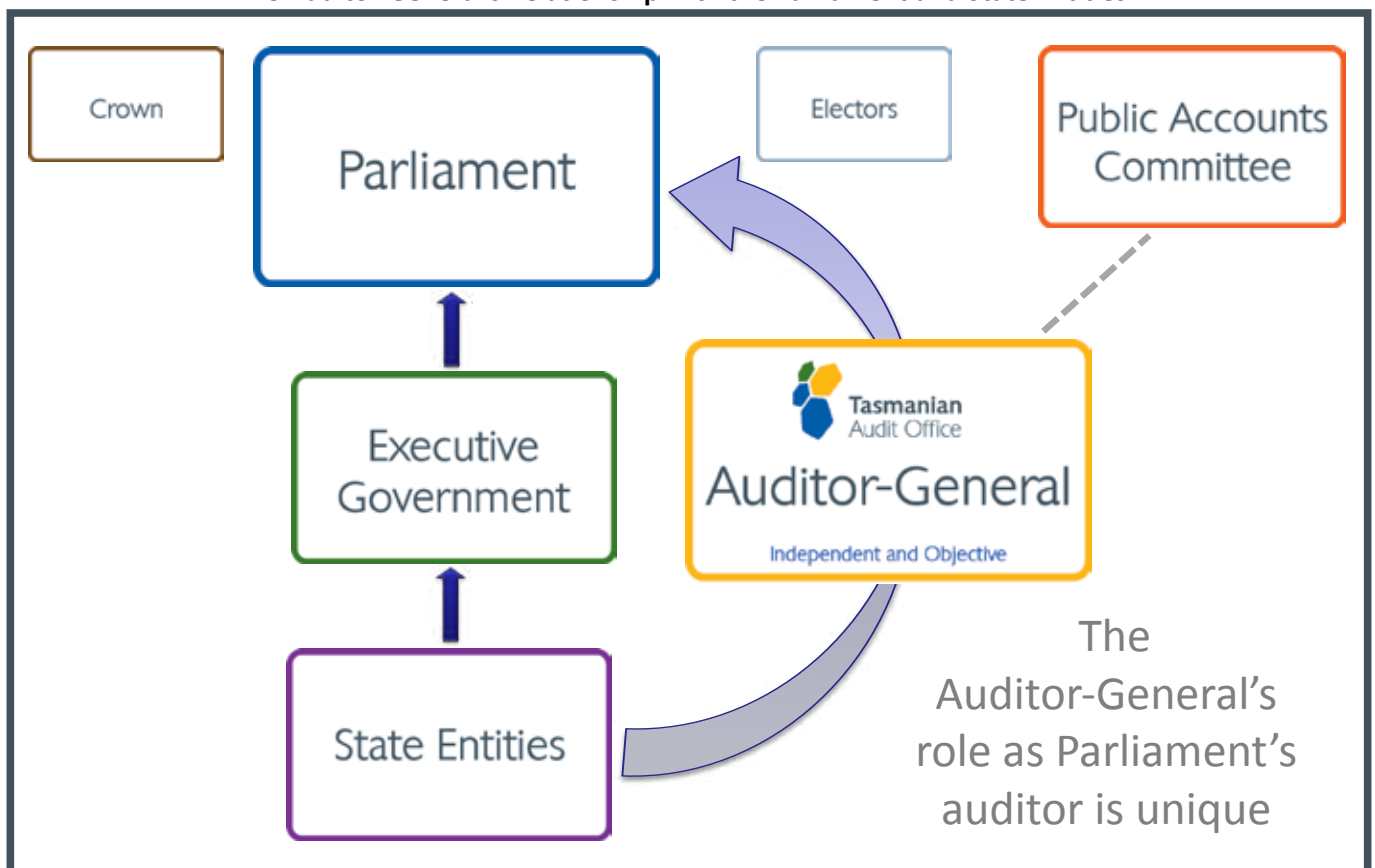 Crown
Parliament
Electors
Public Accounts
Committee
Executive
Government
Tasmanian
Audit Office
Auditor-General
Independent and Objective
State Entities
The
Auditor-General’s
role as Parliament’s
auditor is unique